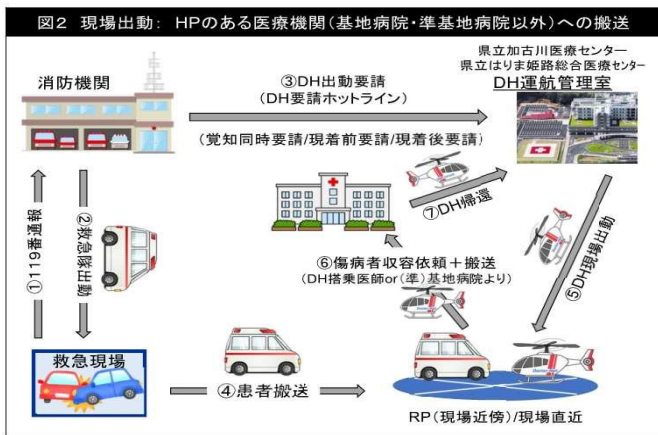 図2 現場出動: HPのある医療機関(基地病院・準基地病院以外)への搬送
県立加古川医療センター
県立はりま姫路総合医療センター
DH運航管理室
消防機関
③DH出動要請
(DH要請ホットライン)
(覚知同時要請/現着前要請/現着後要請)
①119番通報
②救急隊出動
⑦DH帰還
⑥傷病者収容依頼+搬送
(DH搭乗医師or(準)基地病院より)
⑤DH現場出動
救急現場
④患者搬送
RP(現場近傍)/現場直近